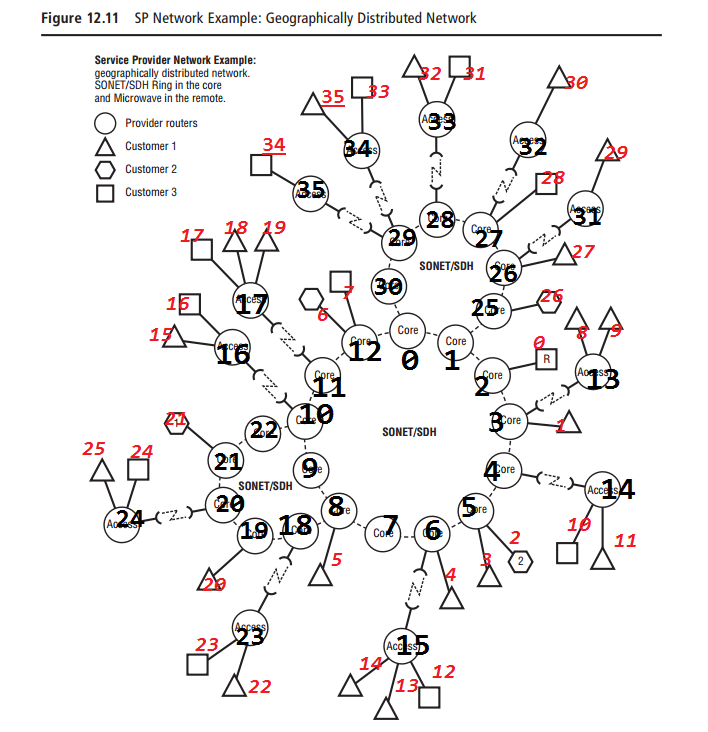 Figure 12.11 SP Network Example: Geographically Distributed Network
Service Provider Network Example:
geographically distributed network.
SONET/SDH Ring in the core
and Microwave in the remote.
Provider routers
Customer 1
Customer 2
Customer 3
32
31
30
35
33
Access
33
34
Access
34
Access
32
29
28
Access
35
Access
31
17
18
19
Core
28
Core
29
Core
27
27
SONET/SDH
Core
26
Core
30
7
6
26
16
Access
17
Core
25
15
8
9
Core
0
Core
1
Core
12
0
R
Access
16
Core
11
Core
2
Access
13
21
Core
10
Core
3
1
Core
22
SONET/SDH
25
24
Core
21
Core
9
Core
4
SONET/SDH
Access
14
Core
20
Core
8
Core
5
Access
24
Core
19
Core
18
Core
7
Core
6
10
11
2
5
3
2
4
20
Access
23
23
Access
15
14
12
13
22